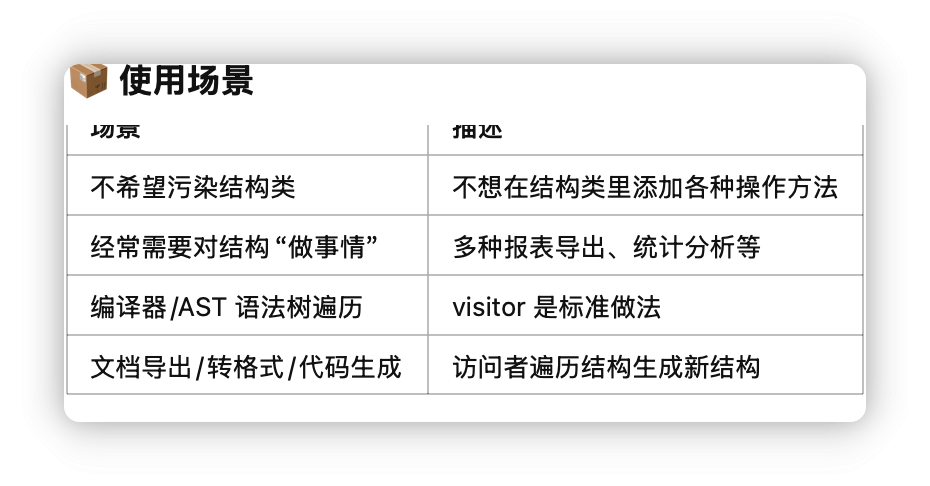 📦 使用场景
场景 描述
不希望污染结构类 不想在结构类里添加各种操作方法
经常需要对结构 “做事情” 多种报表导出、统计分析等
编译器/AST 语法树遍历 visitor 是标准做法
文档导出/转格式/代码生成 访问者遍历结构生成新结构